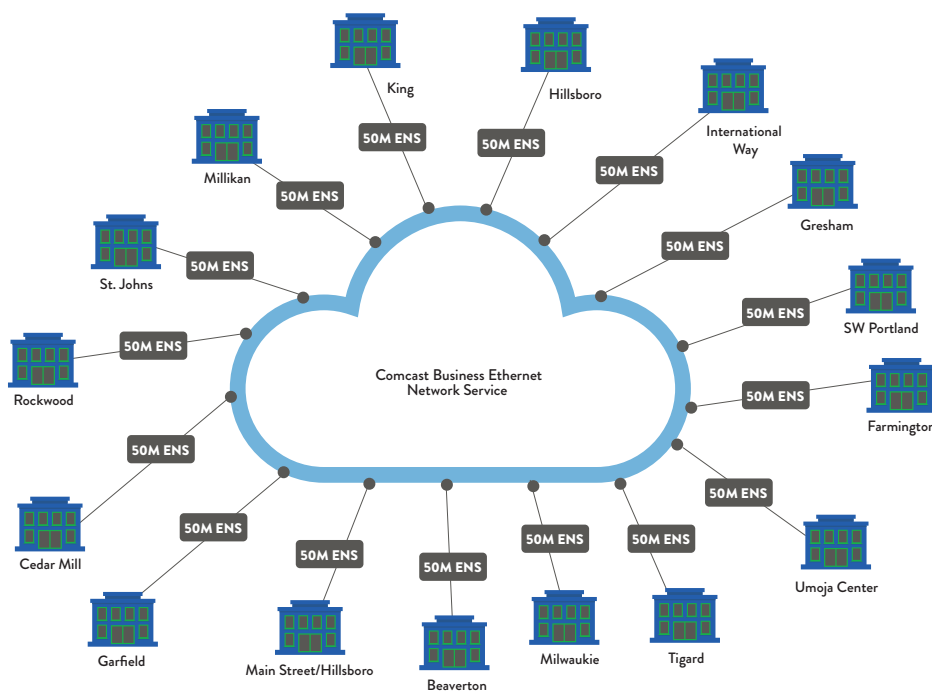 King
Hillsboro
International
Way
50M ENS
50M ENS
50M ENS
Millikan
50M ENS
Gresham
50M ENS
St. Johns
50M ENS
SW Portland
50M ENS
50M ENS
Rockwood
Comcast Business Ethernet
Network Service
50M ENS
Farmington
50M ENS
50M ENS
Cedar Mill
50M ENS
Umoja Center
50M ENS
50M ENS
50M ENS
50M ENS
Garfield
Main Street/Hillsboro
Beaverton
Milwaukie
Tigard